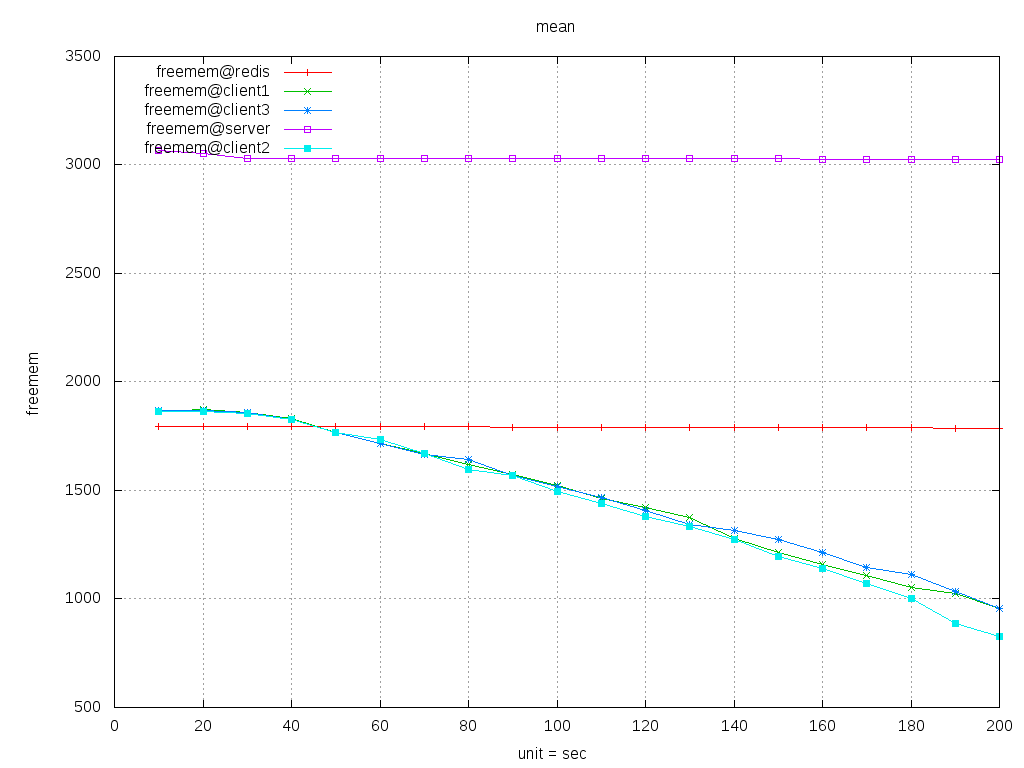 mean
3500
freemem@redis
freemem@client1
freemem@client3
freemem@server
freemem@client2
3000
2500
2000
freemem
1500
1000
500
0 20 40 60 80 100 120 140 160 180 200
unit = sec